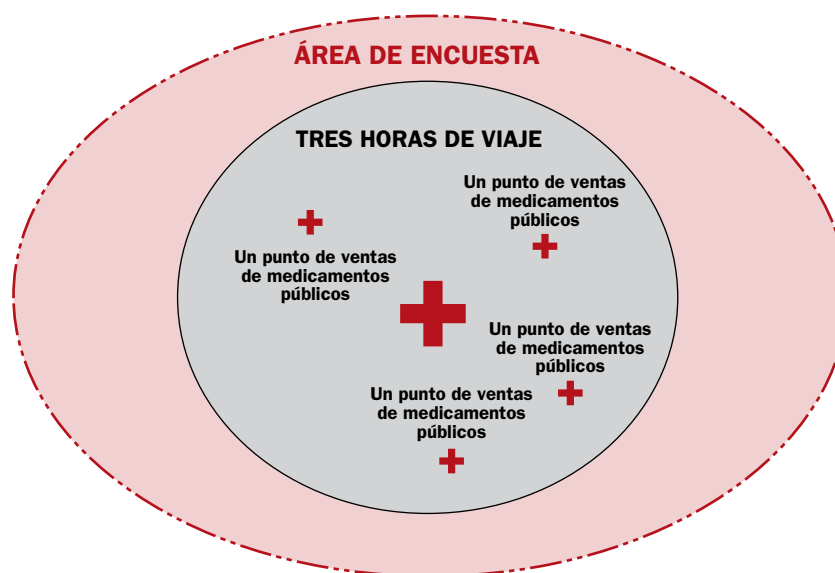 ÁREA DE ENCUESTA
TRES HORAS DE VIAJE
Un punto de ventas
de medicamentos
públicos
Un punto de ventas
de medicamentos
públicos
Un punto de ventas
de medicamentos
públicos
Un punto de ventas
de medicamentos
públicos